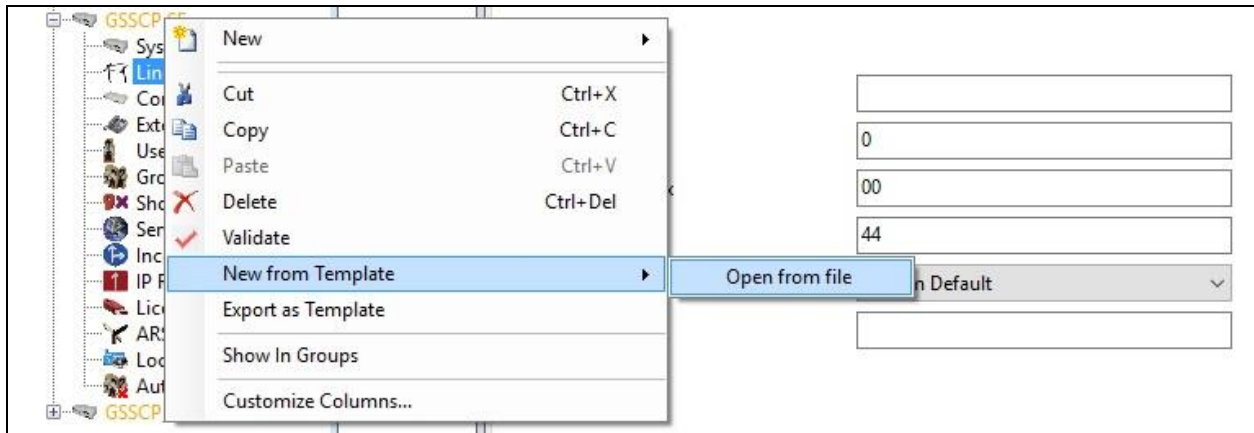 GSSCP
Sys
New
Lin
Cut Ctrl+X
Co
Ext
Copy Ctrl+C
0
Use
Paste Ctrl+V
Gro
00
Sho
Delete Ctrl+Del
Ser
Validate
44
Inc
New from Template
Open from file
n Default
IP
Lic
Export as Template
AR
Loc
Show In Groups
Aut
Customize Columns...
GSSCP